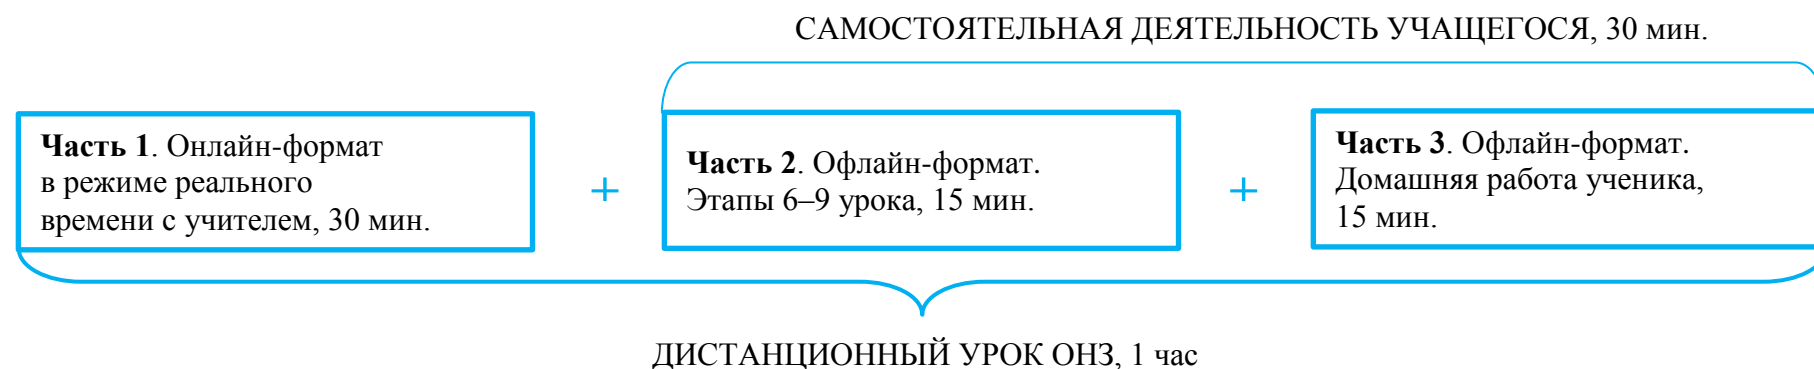 САМОСТОЯТЕЛЬНАЯ ДЕЯТЕЛЬНОСТЬ УЧАЩЕГОСЯ, 30 мин.
Часть 1. Онлайн-формат
в режиме реального
времени с учителем, 30 мин.
+
Часть 2. Офлайн-формат.
Этапы 6–9 урока, 15 мин.
+
Часть 3. Офлайн-формат.
Домашняя работа ученика,
15 мин.
ДИСТАНЦИОННЫЙ УРОК ОНЗ, 1 час